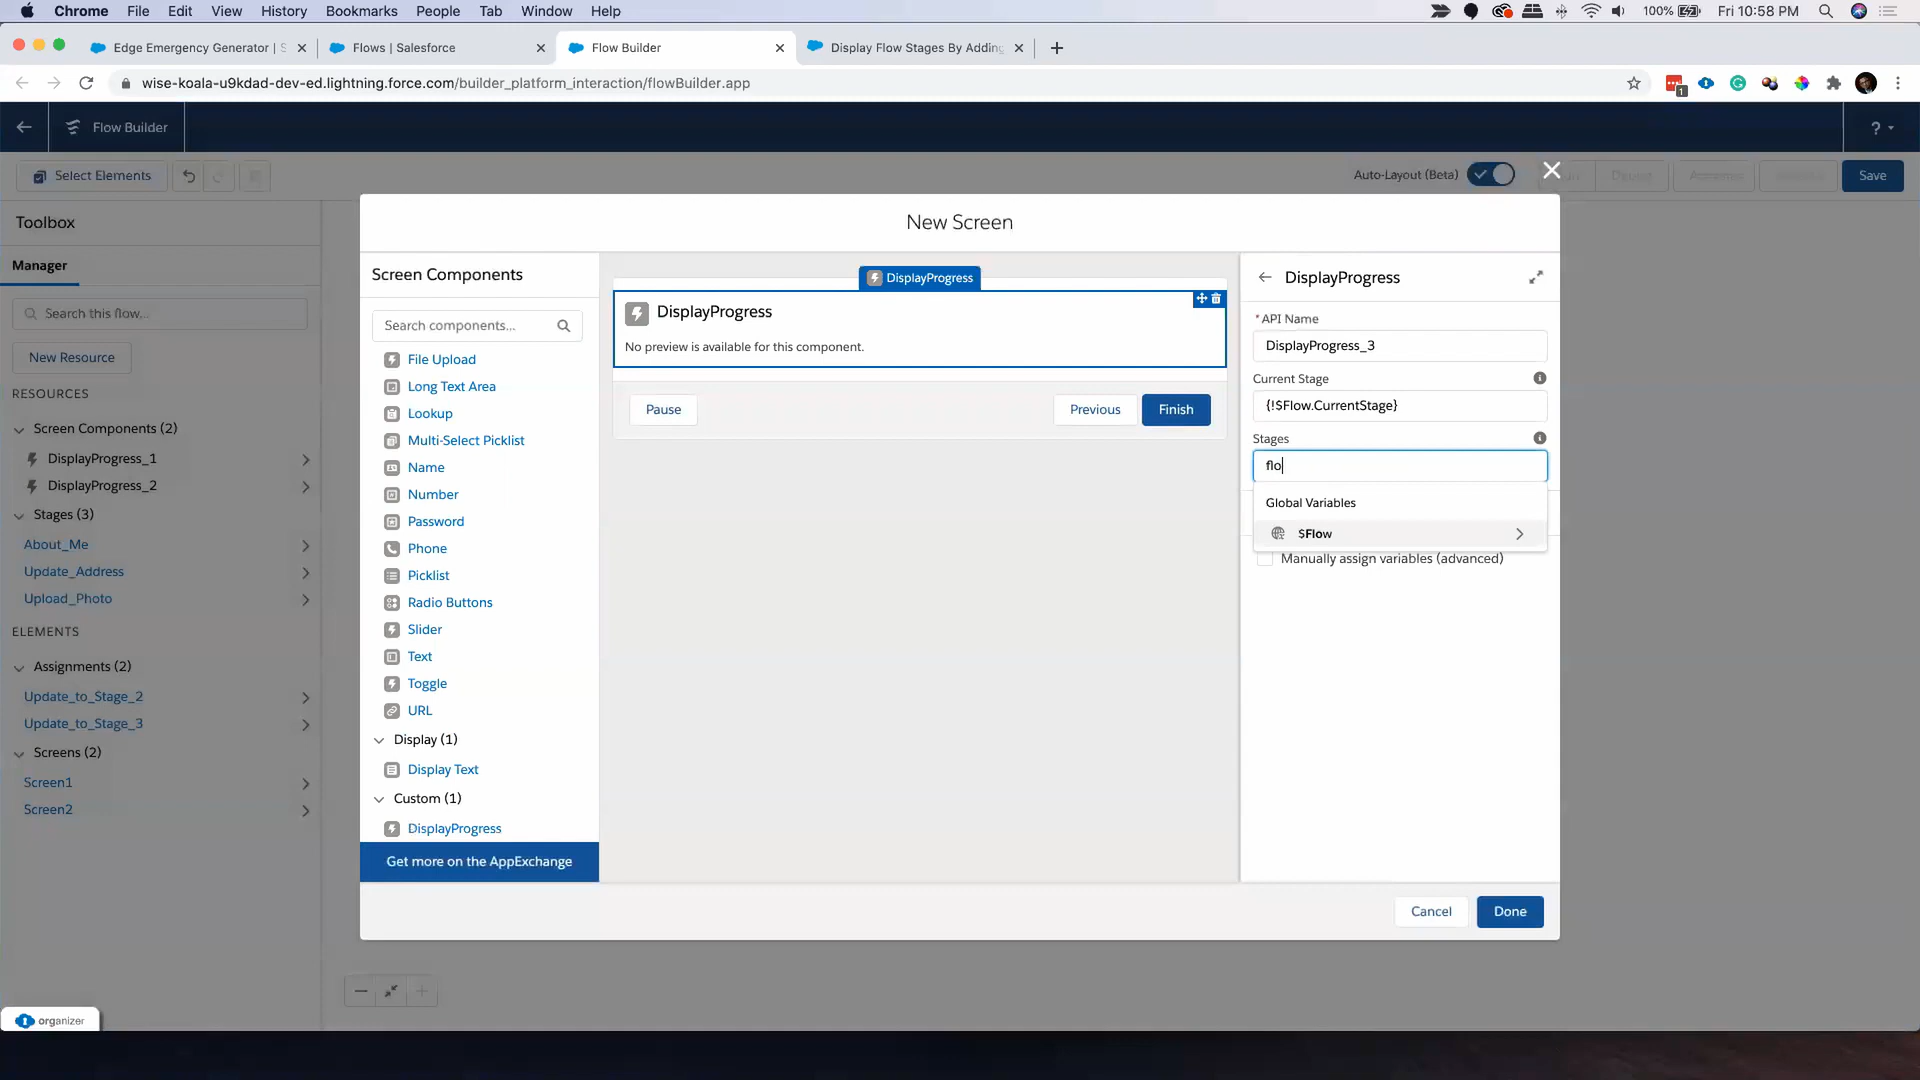 Chrome File Edit View History Bookmarks People Tab Window Help
100% Fri 10:58 PM
Edge Emergency Generator | S
Flows | Salesforce
Flow Builder
Display Flow Stages By Adding
wise-koala-u9kdad-dev-ed.lightning.force.com/builder_platform_interaction/flowBuilder.app
1
Flow Builder
?
Select Elements
Auto-Layout (Beta)
Save
Toolbox
Manager
Search this flow...
New Resource
RESOURCES
Screen Components (2)
DisplayProgress_1
DisplayProgress_2
Stages (3)
About_Me
Update_Address
Upload_Photo
ELEMENTS
Assignments (2)
Update_to_Stage_2
Update_to_Stage_3
Screens (2)
Screen1
Screen2
organizer
New Screen
Screen Components
Search components...
File Upload
Long Text Area
Lookup
Multi-Select Picklist
Name
Number
Password
Phone
Picklist
Radio Buttons
Slider
Text
Toggle
URL
Display (1)
Display Text
Custom (1)
DisplayProgress
Get more on the AppExchange
DisplayProgress
DisplayProgress
No preview is available for this component.
Pause
Previous
Finish
DisplayProgress
* API Name
DisplayProgress_3
Current Stage
{!$Flow.CurrentStage}
Stages
flo
Global Variables
$Flow
Manually assign variables (advanced)
Cancel
Done